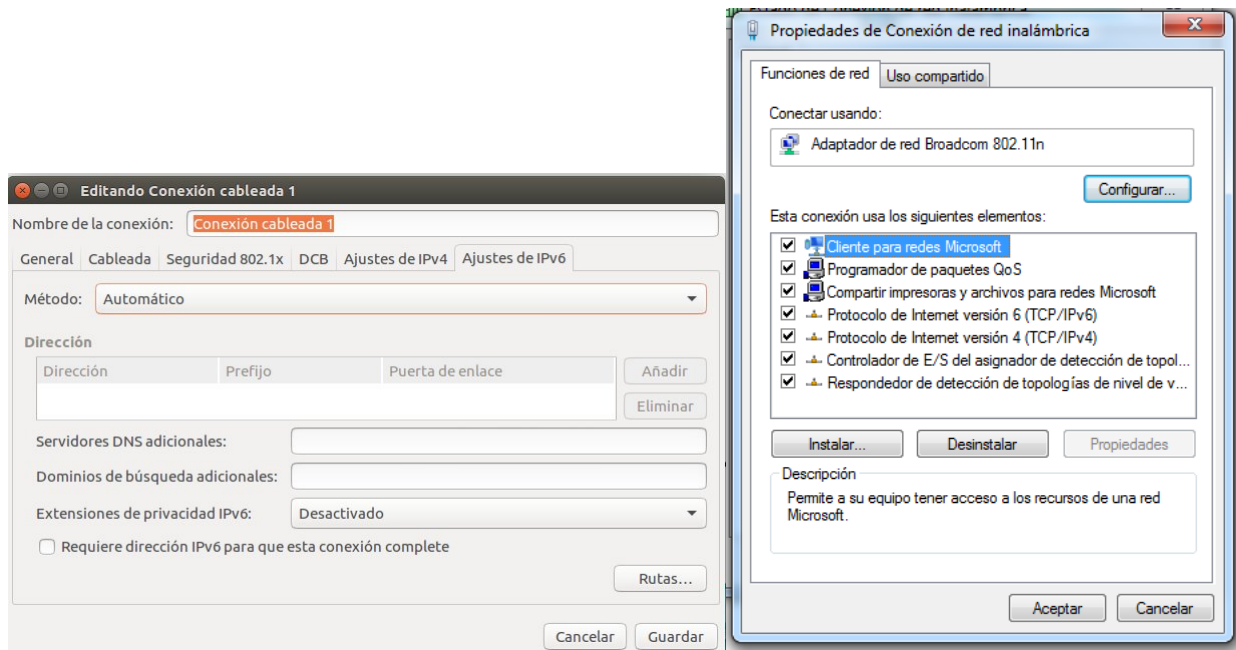 Editando Conexión cableada 1
Nombre de la conexión: Conexión cableada 1
General Cableada Seguridad 802.1x DCB Ajustes de IPv4 Ajustes de IPv6
Método: Automático
Dirección
Dirección Prefijo Puerta de enlace Añadir
Eliminar
Servidores DNS adicionales:
Dominios de búsqueda adicionales:
Extensiones de privacidad IPv6: Desactivado
Requiere dirección IPv6 para que esta conexión complete
Rutas...
Cancelar Guardar
Propiedades de Conexión de red inalámbrica
Funciones de red Uso compartido
Conectar usando:
Adaptador de red Broadcom 802.11n
Configurar...
Esta conexión usa los siguientes elementos:
Cliente para redes Microsoft
Programador de paquetes QoS
Compartir impresoras y archivos para redes Microsoft
Protocolo de Internet versión 6 (TCP/IPv6)
Protocolo de Internet versión 4 (TCP/IPv4)
Controlador de E/S del asignador de detección de topol...
Respondedor de detección de topologías de nivel de v...
Instalar... Desinstalar Propiedades
Descripción
Permite a su equipo tener acceso a los recursos de una red
Microsoft.
Aceptar Cancelar